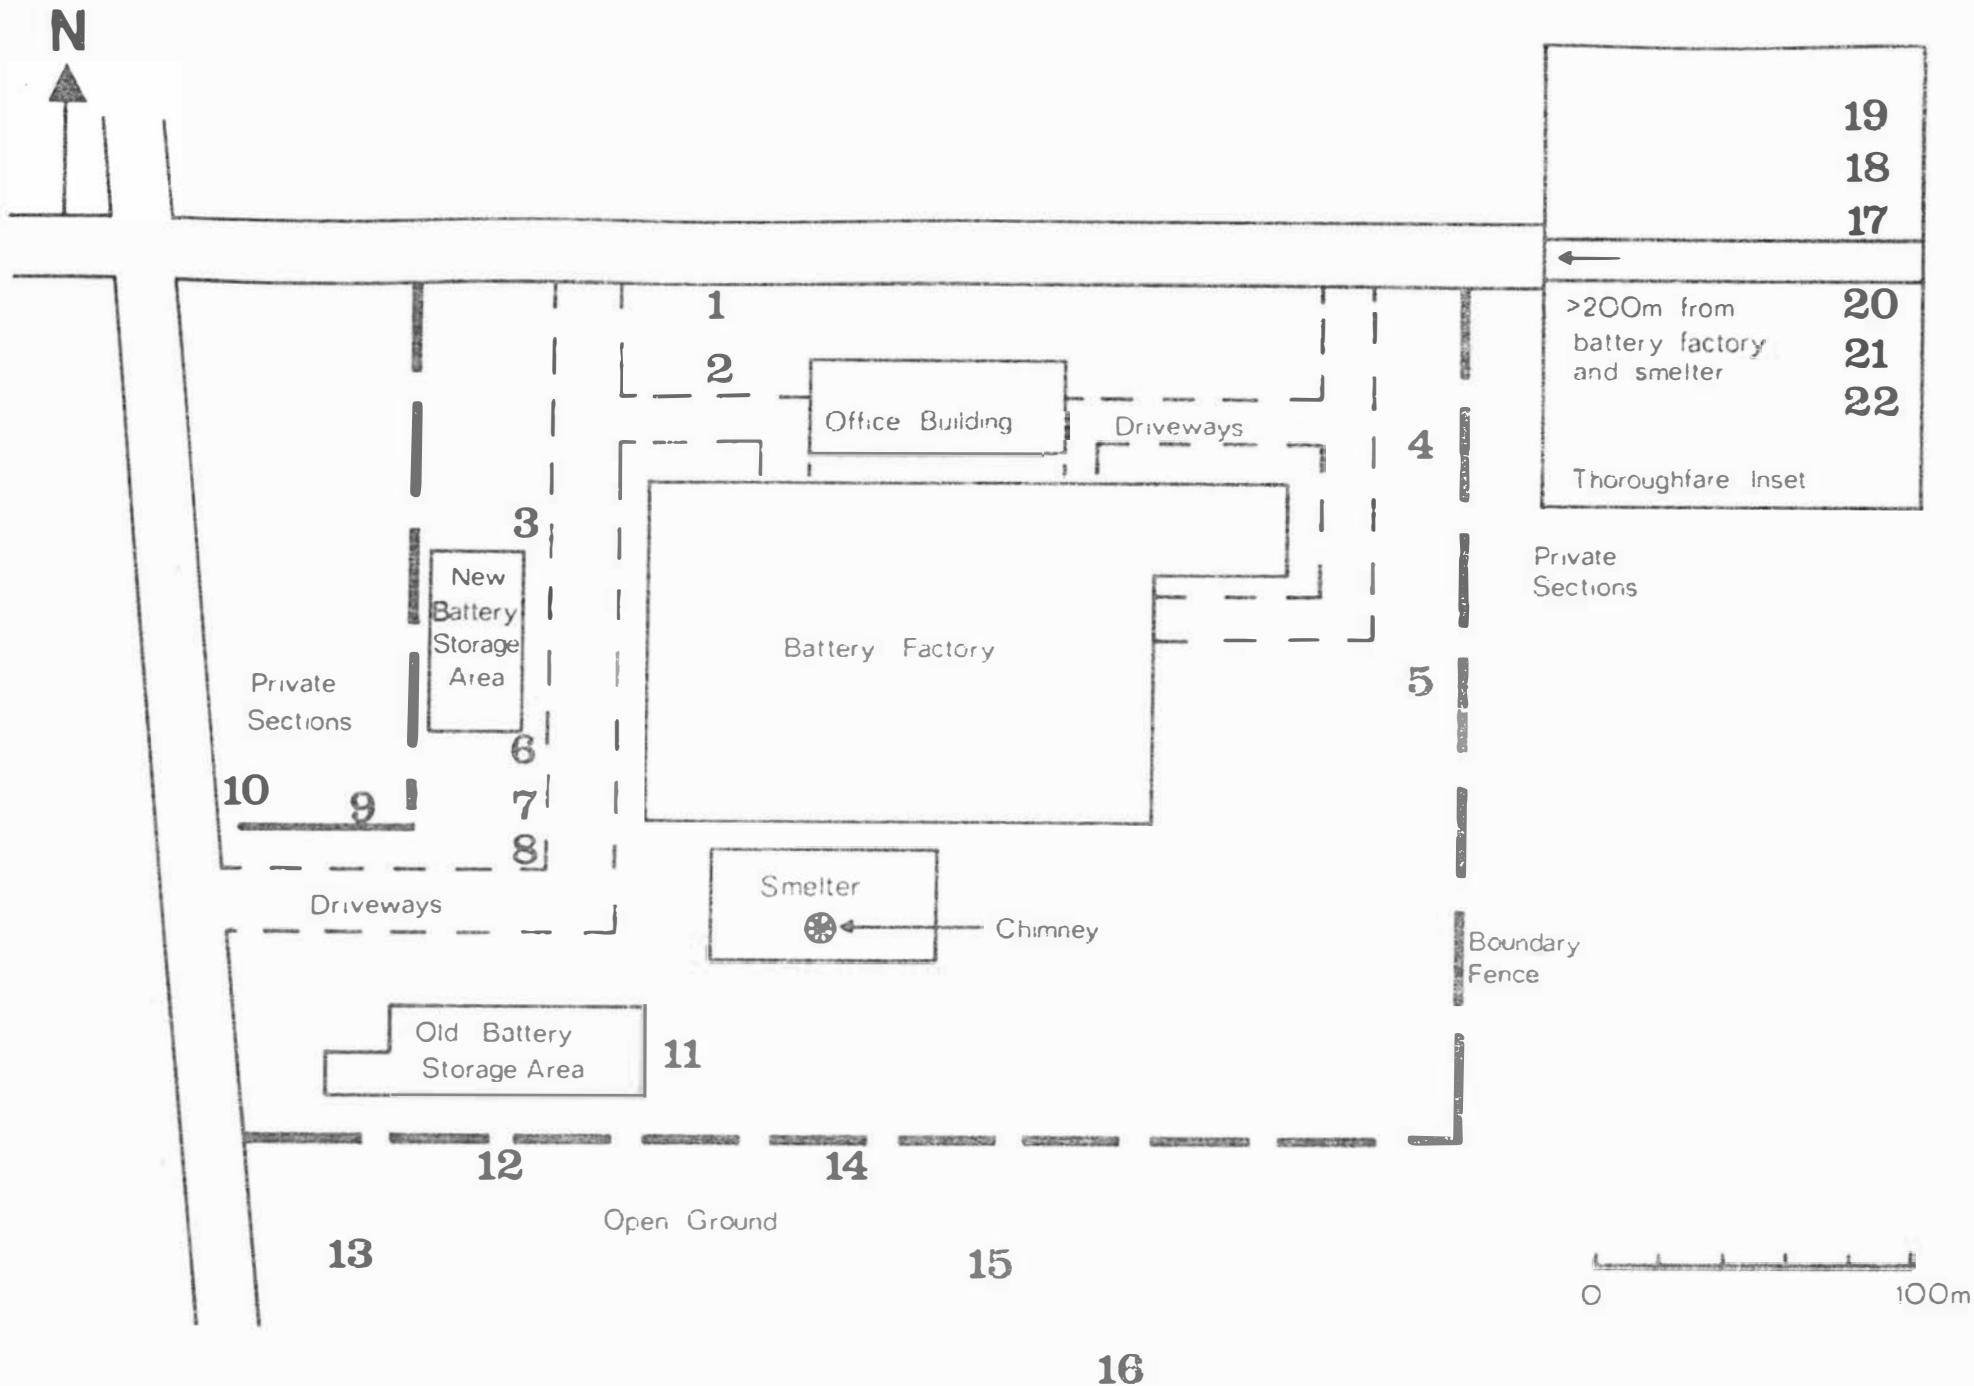 N
19
18
17
1
>200m from
20
battery factory
21
and smelter
22
2
Office Building
Driveways
4
Thoroughfare Inset
3
New
Battery
Storage
Area
Private
Sections
Battery Factory
5
Private
Sections
6
10
9
7
8
Smelter
Driveways
Chimney
Boundary
Fence
Old Battery
Storage Area
11
12
14
Open Ground
13
15
0
100m
16